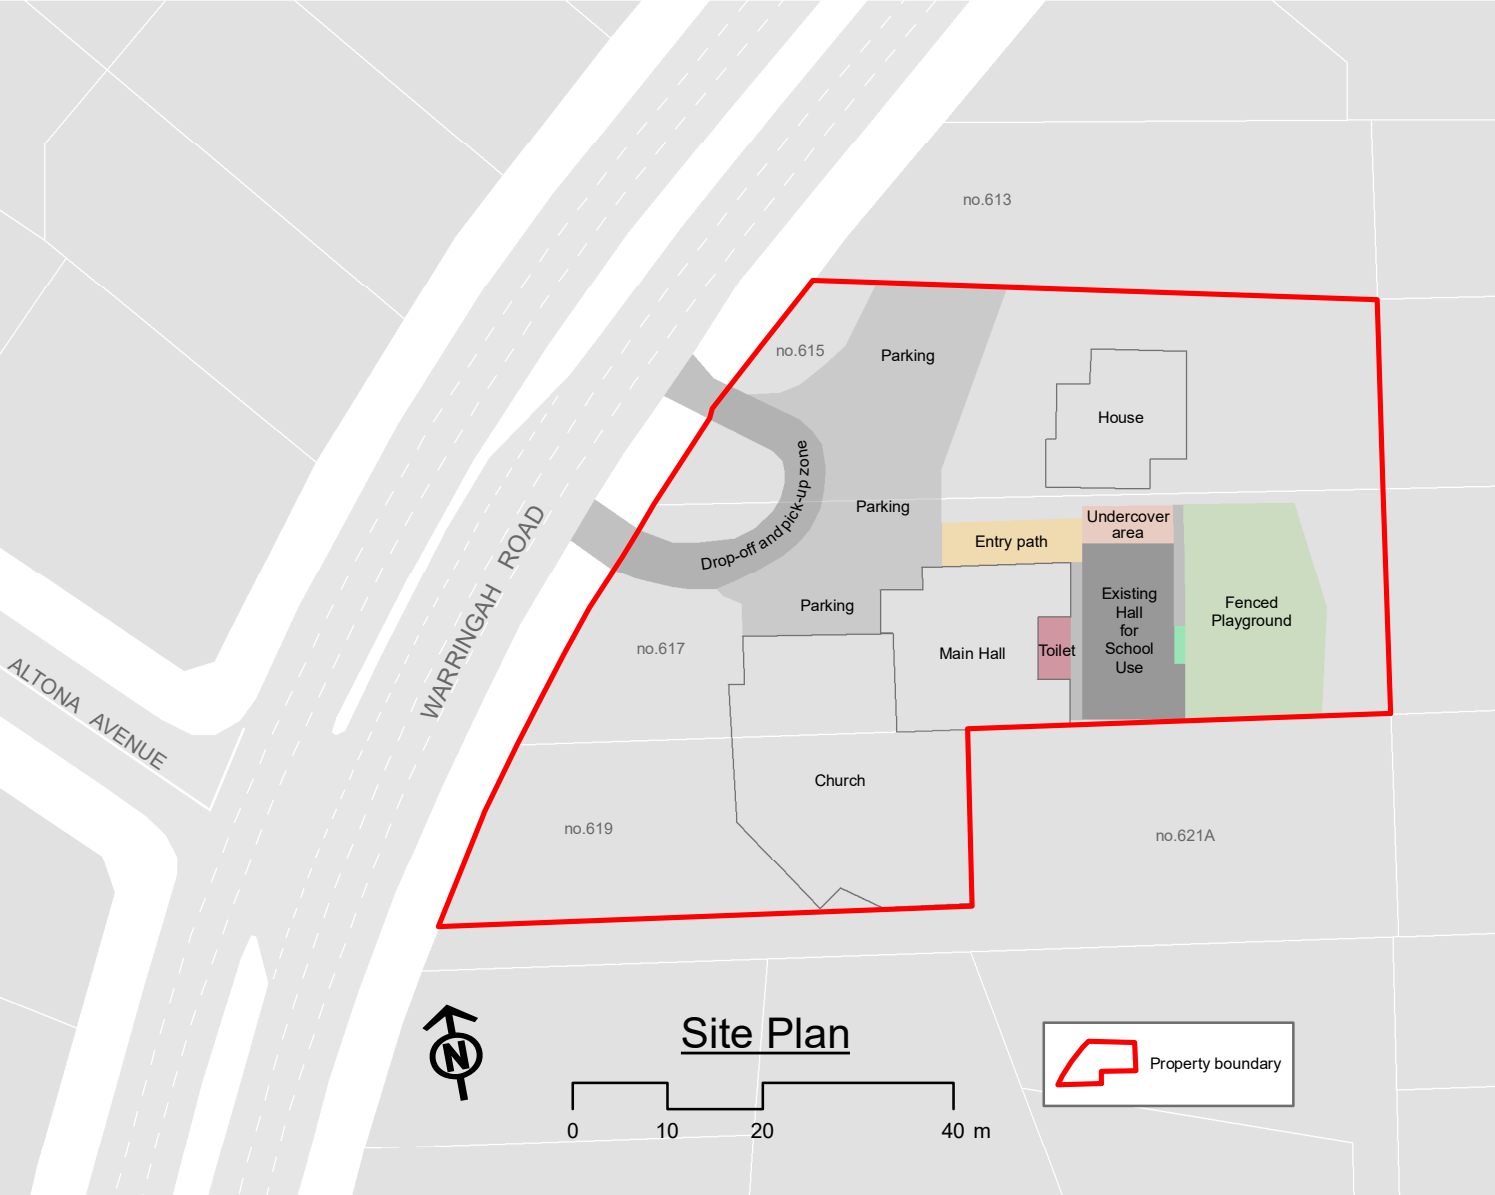 no.613
no.615
Parking
House
Drop-off and pick-up zone
Parking
Undercover
area
Entry path
WARRINGAH ROAD
Parking
Existing
Hall
for
School
Use
Fenced
Playground
no.617
Main Hall
Toilet
ALTONA AVENUE
Church
no.619
no.621A
N
Site Plan
Property boundary
0 10 20 40 m